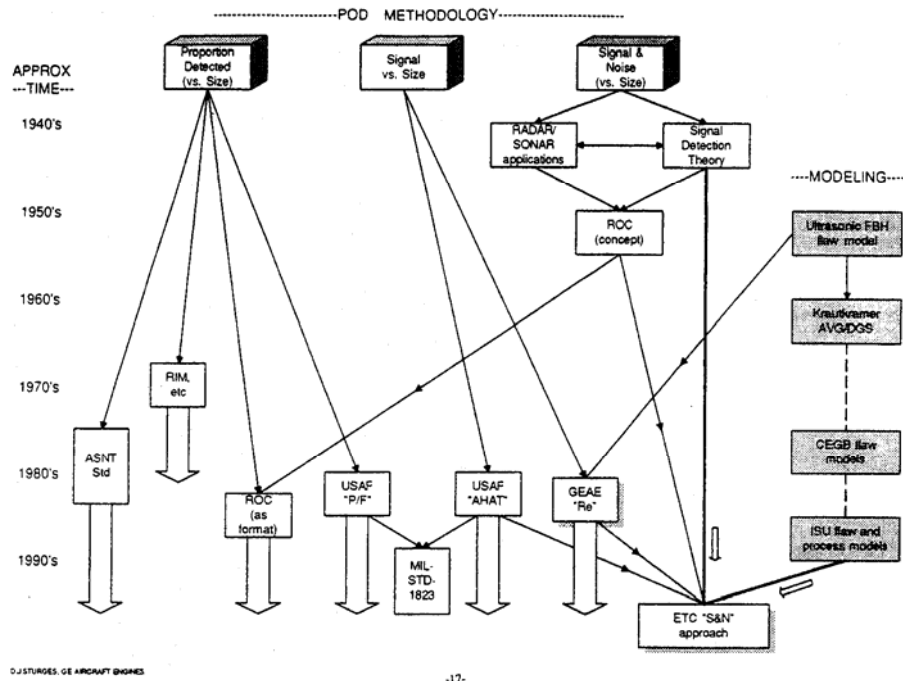 -----POD METHODOLOGY-----
Proportion
Detected
(vs. Size)
Signal
vs. Size
Signal &
Noise
(vs. Size)
APPROX
---TIME---
1940's
RADAR/
SONAR
applications
Signal
Detection
Theory
----MODELING----
1950's
ROC
(concept)
Ultrasonic FBH
flaw model
1960's
Krautkramer
AVG/DGS
1970's
RIM,
etc
ASNT
Std
CEGB flaw
models
1980's
ROC
(as
format)
USAF
"P/F"
USAF
"AHAT"
GEAE
"Re"
ISU flaw and
process models
1990's
MIL-
STD-
1823
ETC "S&N"
approach
D.J.STURGES, GE AIRCRAFT ENGINES
-17-